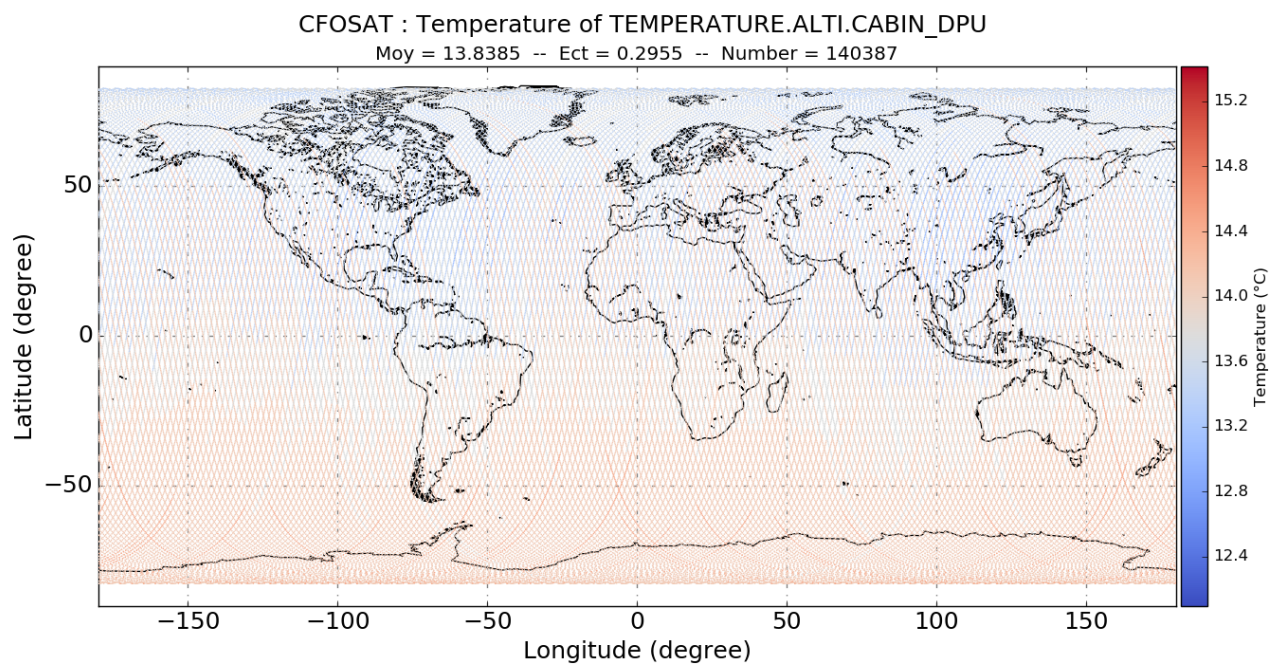 CFOSAT : Temperature of TEMPERATURE.ALTI.CABIN_DPU
Moy = 13.8385 -- Ect = 0.2955 -- Number = 140387
50
0
−50
Latitude (degree)
−150 −100 −50 0 50 100 150
Longitude (degree)
15.2
14.8
14.4
14.0
13.6
13.2
12.8
12.4
Temperature (°C)